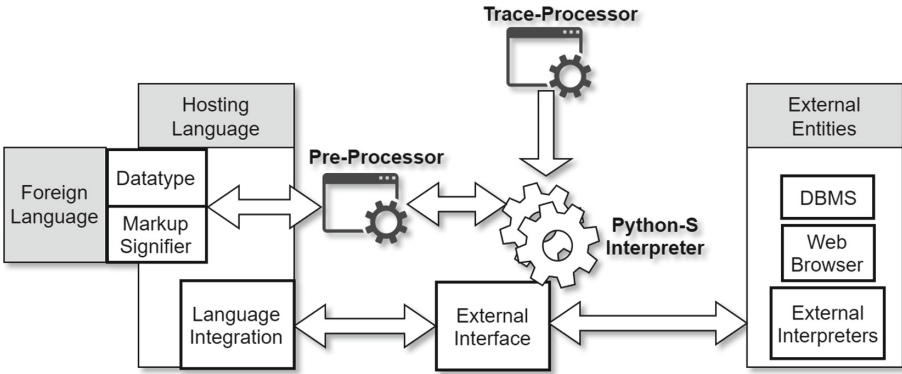 Trace-Processor
Hosting
Language
External
Entities
Pre-Processor
Foreign
Language
Datatype
Markup
Signifier
DBMS
Python-S
Interpreter
Web
Browser
Language
Integration
External
Interface
External
Interpreters